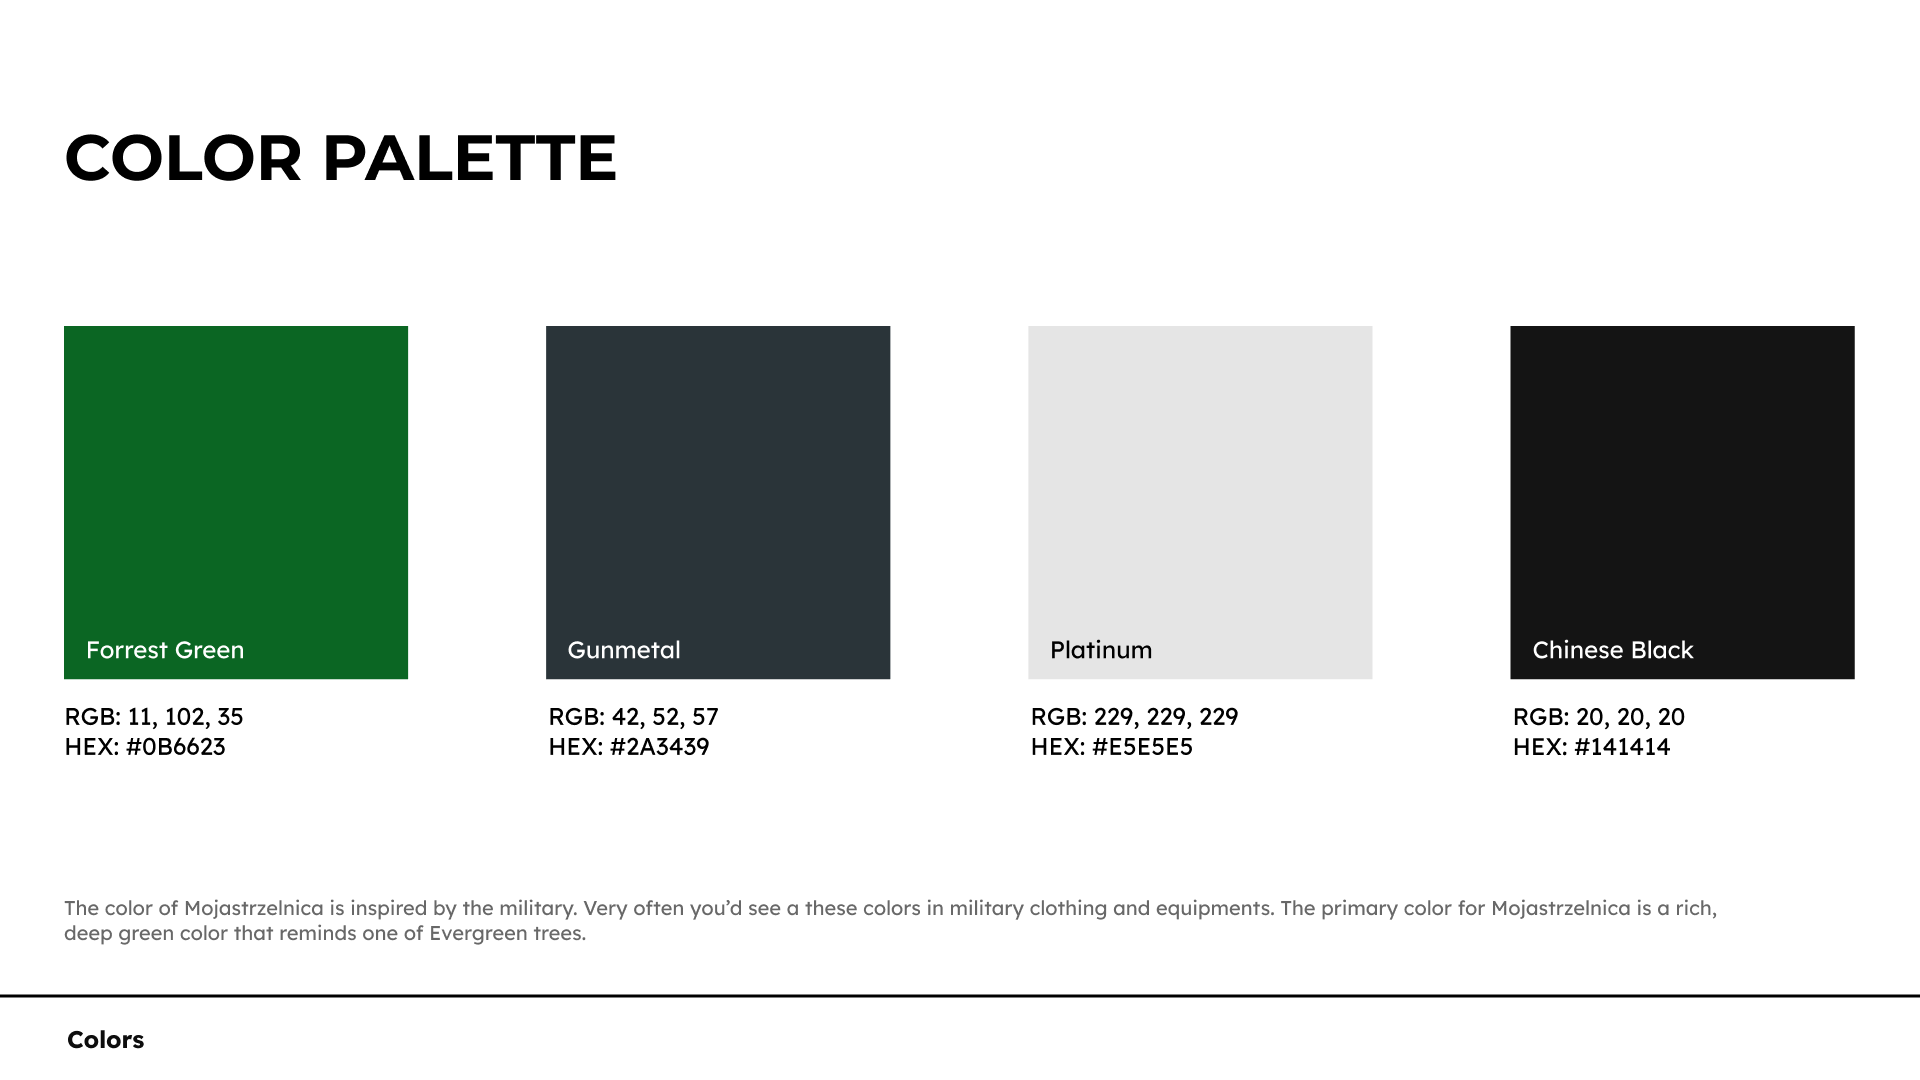 COLOR PALETTE
Forrest Green
RGB: 11, 102, 35
HEX: #0B6623
Gunmetal
RGB: 42, 52, 57
HEX: #2A3439
Platinum
RGB: 229, 229, 229
HEX: #E5E5E5
Chinese Black
RGB: 20, 20, 20
HEX: #141414
The color of Mojastrzelnica is inspired by the military. Very often you’d see a these colors in military clothing and equipments. The primary color for Mojastrzelnica is a rich,
deep green color that reminds one of Evergreen trees.
Colors